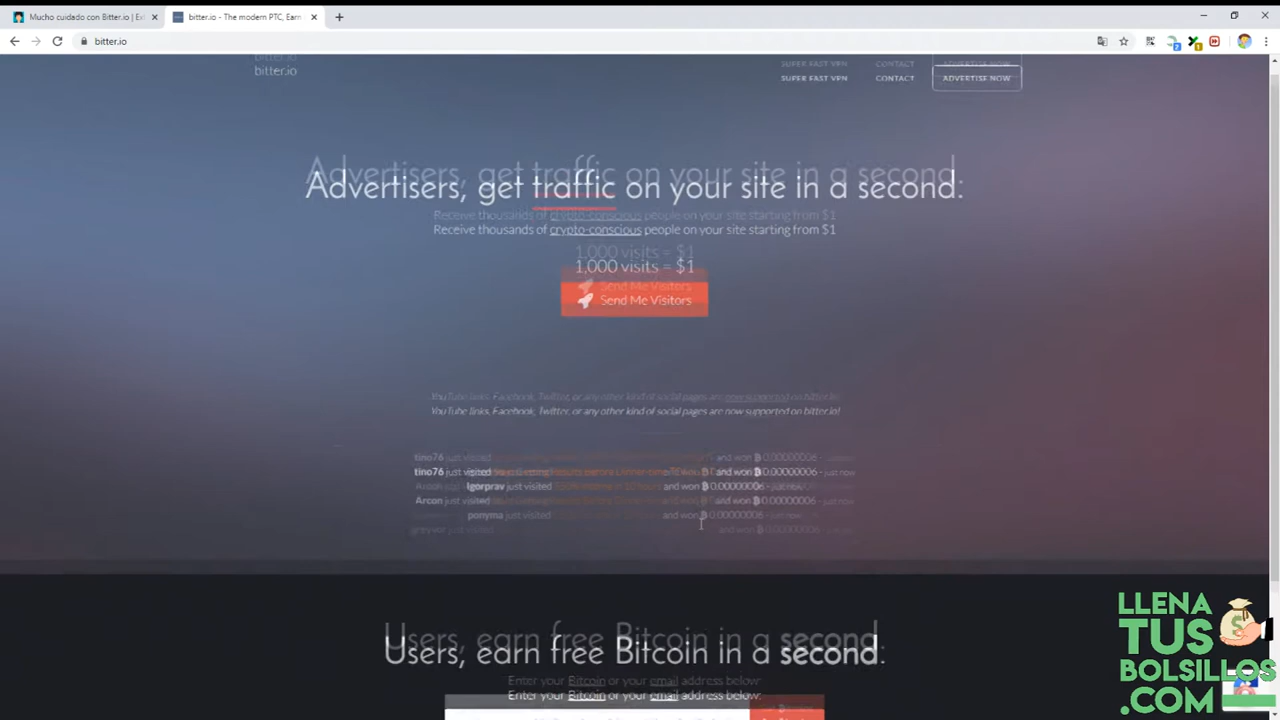 Mucho cuidado con Bitter.io | Ex
bitter.io - The modern PTC, Earn
bitter.io
bitter.io
SUPER FAST VPN
CONTACT
ADVERTISE NOW
Advertisers, get traffic on your site in a second:
Receive thousands of crypto-conscious people on your site starting from $1
1,000 visits = $1
Send Me Visitors
YouTube links, Facebook, Twitter, or any other kind of social pages are now supported on bitter.io!
tino76 just visited and won ฿ 0.00000006 - just now
Igorprav just visited and won ฿ 0.00000006 - just now
Arcon just visited and won ฿ 0.00000006 - just now
ponyma just visited and won ฿ 0.00000006 - just now
Users, earn free Bitcoin in a second:
Enter your Bitcoin or your email address below:
LLENA
TUS
BOLSILLOS
.COM